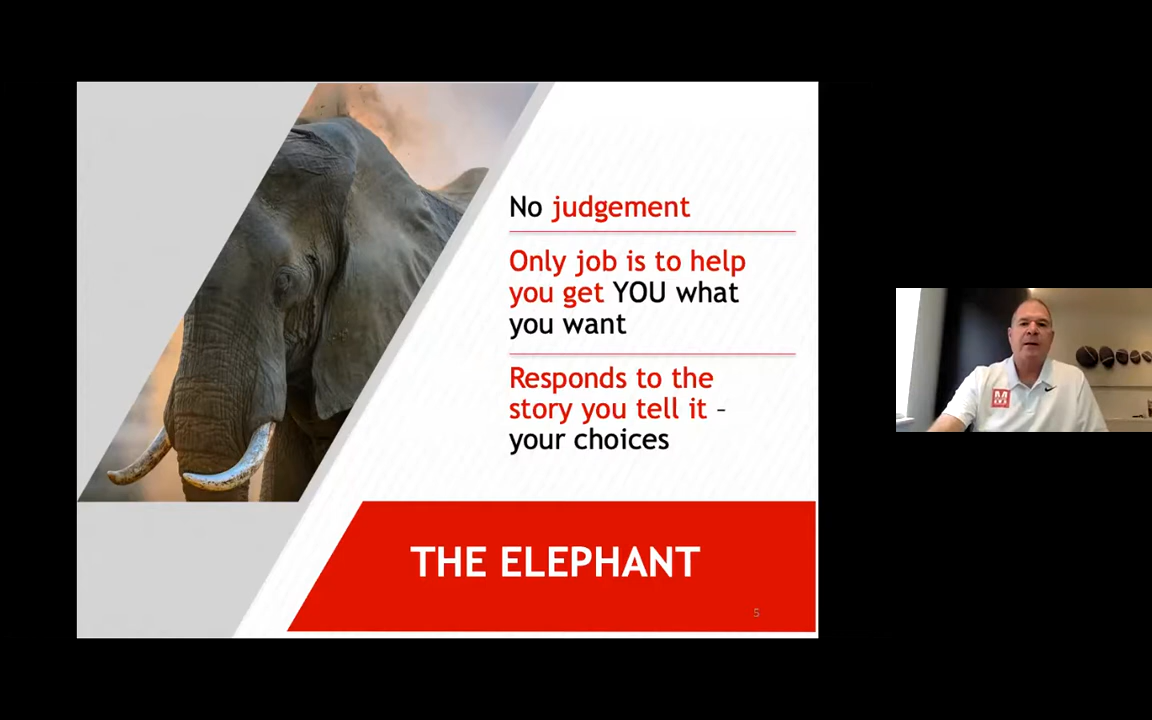 No judgement
Only job is to help
you get YOU what
you want
Responds to the
story you tell it –
your choices
THE ELEPHANT
5
M